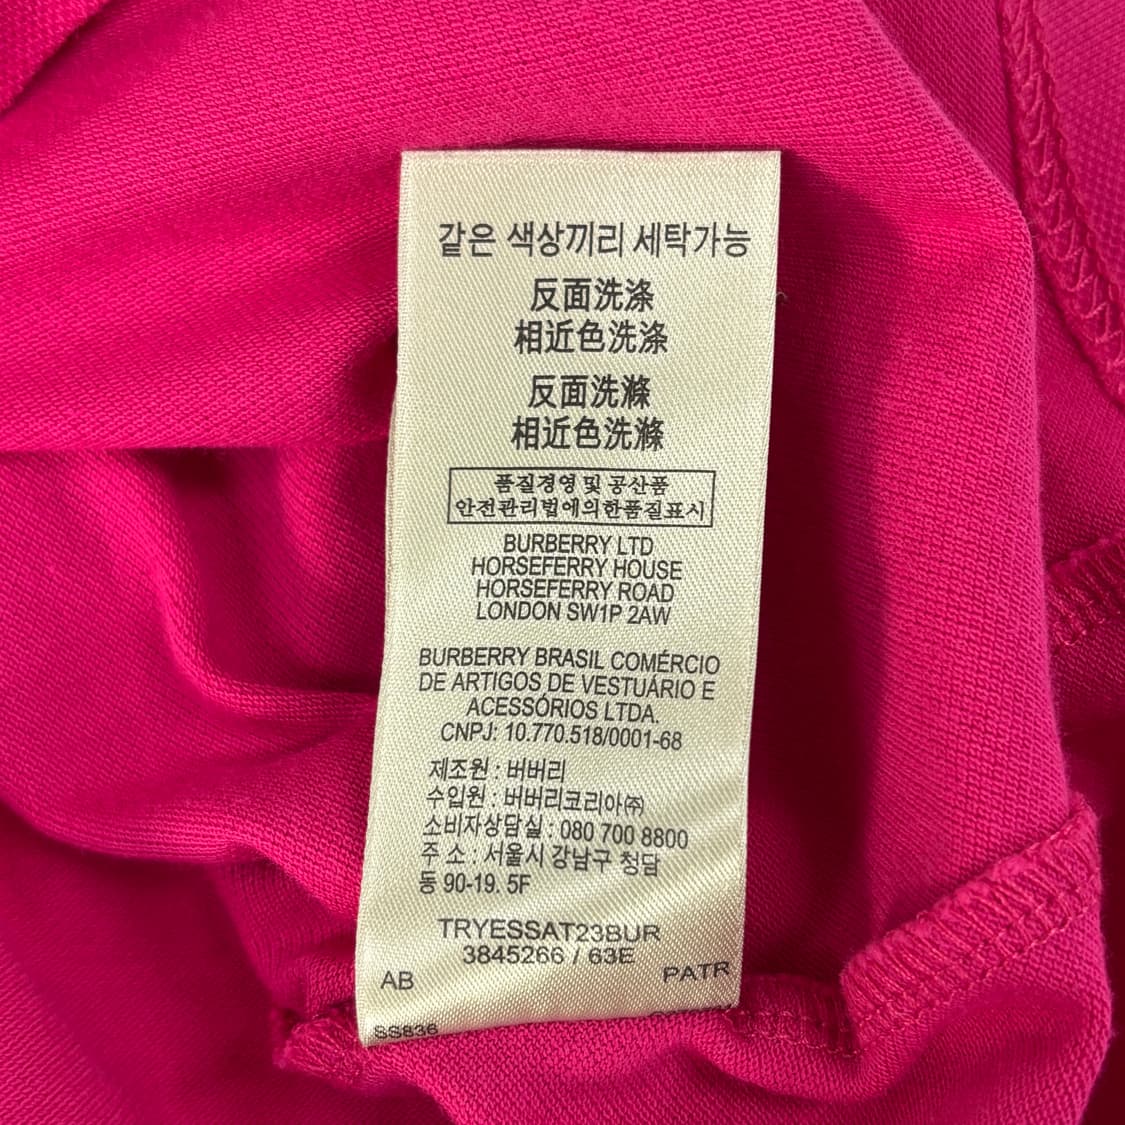 같은 색상끼리 세탁가능
反面洗涤
相近色洗涤
反面洗滌
相近色洗滌
품질경영 및 공산품
안전관리법에의한품질표시
BURBERRY LTD
HORSEFERRY HOUSE
HORSEFERRY ROAD
LONDON SW1P 2AW
BURBERRY BRASIL COMÉRCIO
DE ARTIGOS DE VESTUÁRIO E
ACESSÓRIOS LTDA.
CNPJ: 10.770.518/0001-68
제조원 : 버버리
수입원 : 버버리코리아㈜
소비자상담실 : 080 700 8800
주 소 : 서울시 강남구 청담
동 90-19. 5F
TRYESSAT23BUR
3845266 / 63E
AB PATR
SS836